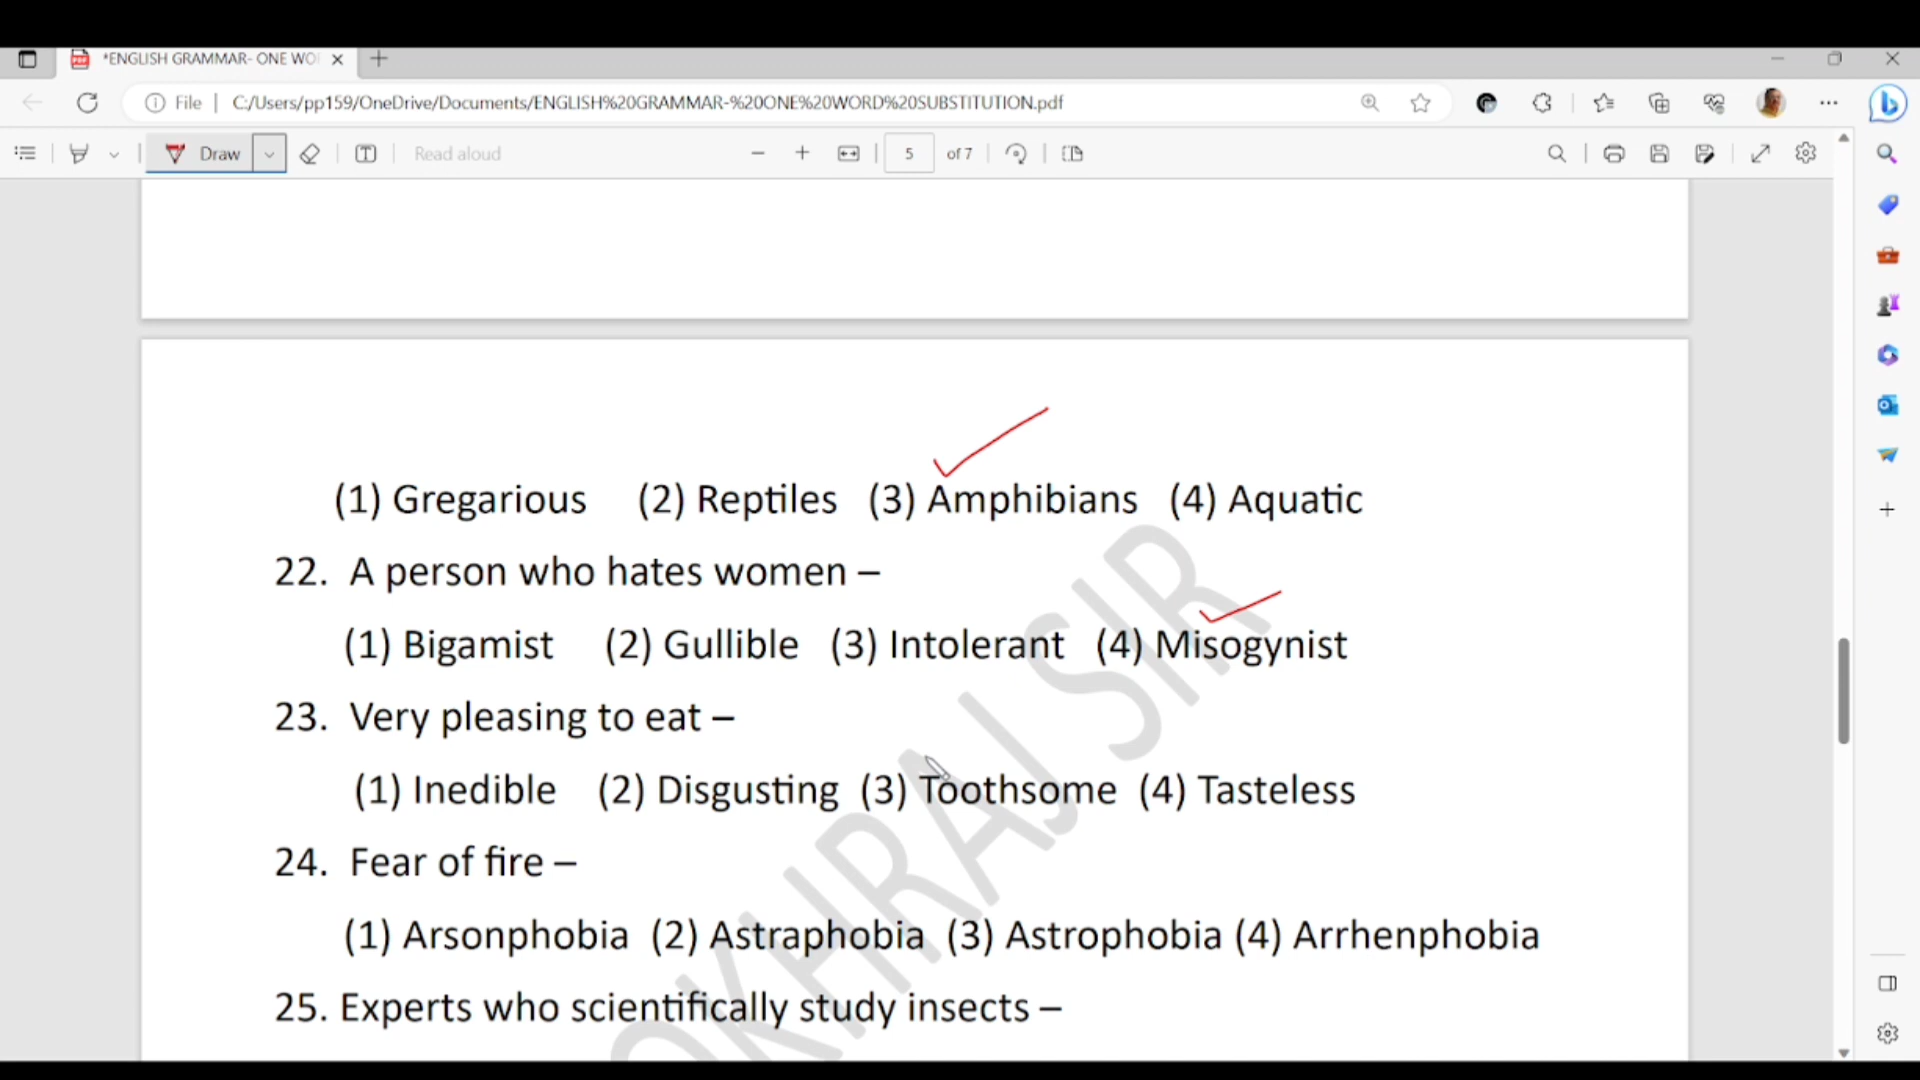 *ENGLISH GRAMMAR- ONE WO
File
C:/Users/pp159/OneDrive/Documents/ENGLISH%20GRAMMAR-%20ONE%20WORD%20SUBSTITUTION.pdf
Draw
Read aloud
5 of 7
(1) Gregarious (2) Reptiles (3) Amphibians (4) Aquatic
22. A person who hates women –
(1) Bigamist (2) Gullible (3) Intolerant (4) Misogynist
23. Very pleasing to eat –
(1) Inedible (2) Disgusting (3) Toothsome (4) Tasteless
24. Fear of fire –
(1) Arsonphobia (2) Astraphobia (3) Astrophobia (4) Arrhenphobia
25. Experts who scientifically study insects –
OKHRAJ SIR